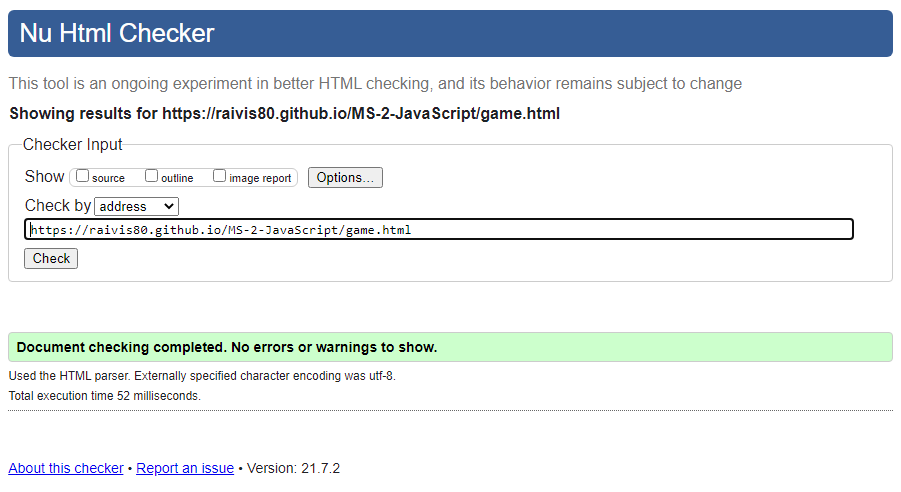 Nu Html Checker
This tool is an ongoing experiment in better HTML checking, and its behavior remains subject to change
Showing results for https://raivis80.github.io/MS-2-JavaScript/game.html
Checker Input
Show source outline image report Options...
Check by address
https://raivis80.github.io/MS-2-JavaScript/game.html
Check
Document checking completed. No errors or warnings to show.
Used the HTML parser. Externally specified character encoding was utf-8.
Total execution time 52 milliseconds.
About this checker • Report an issue • Version: 21.7.2